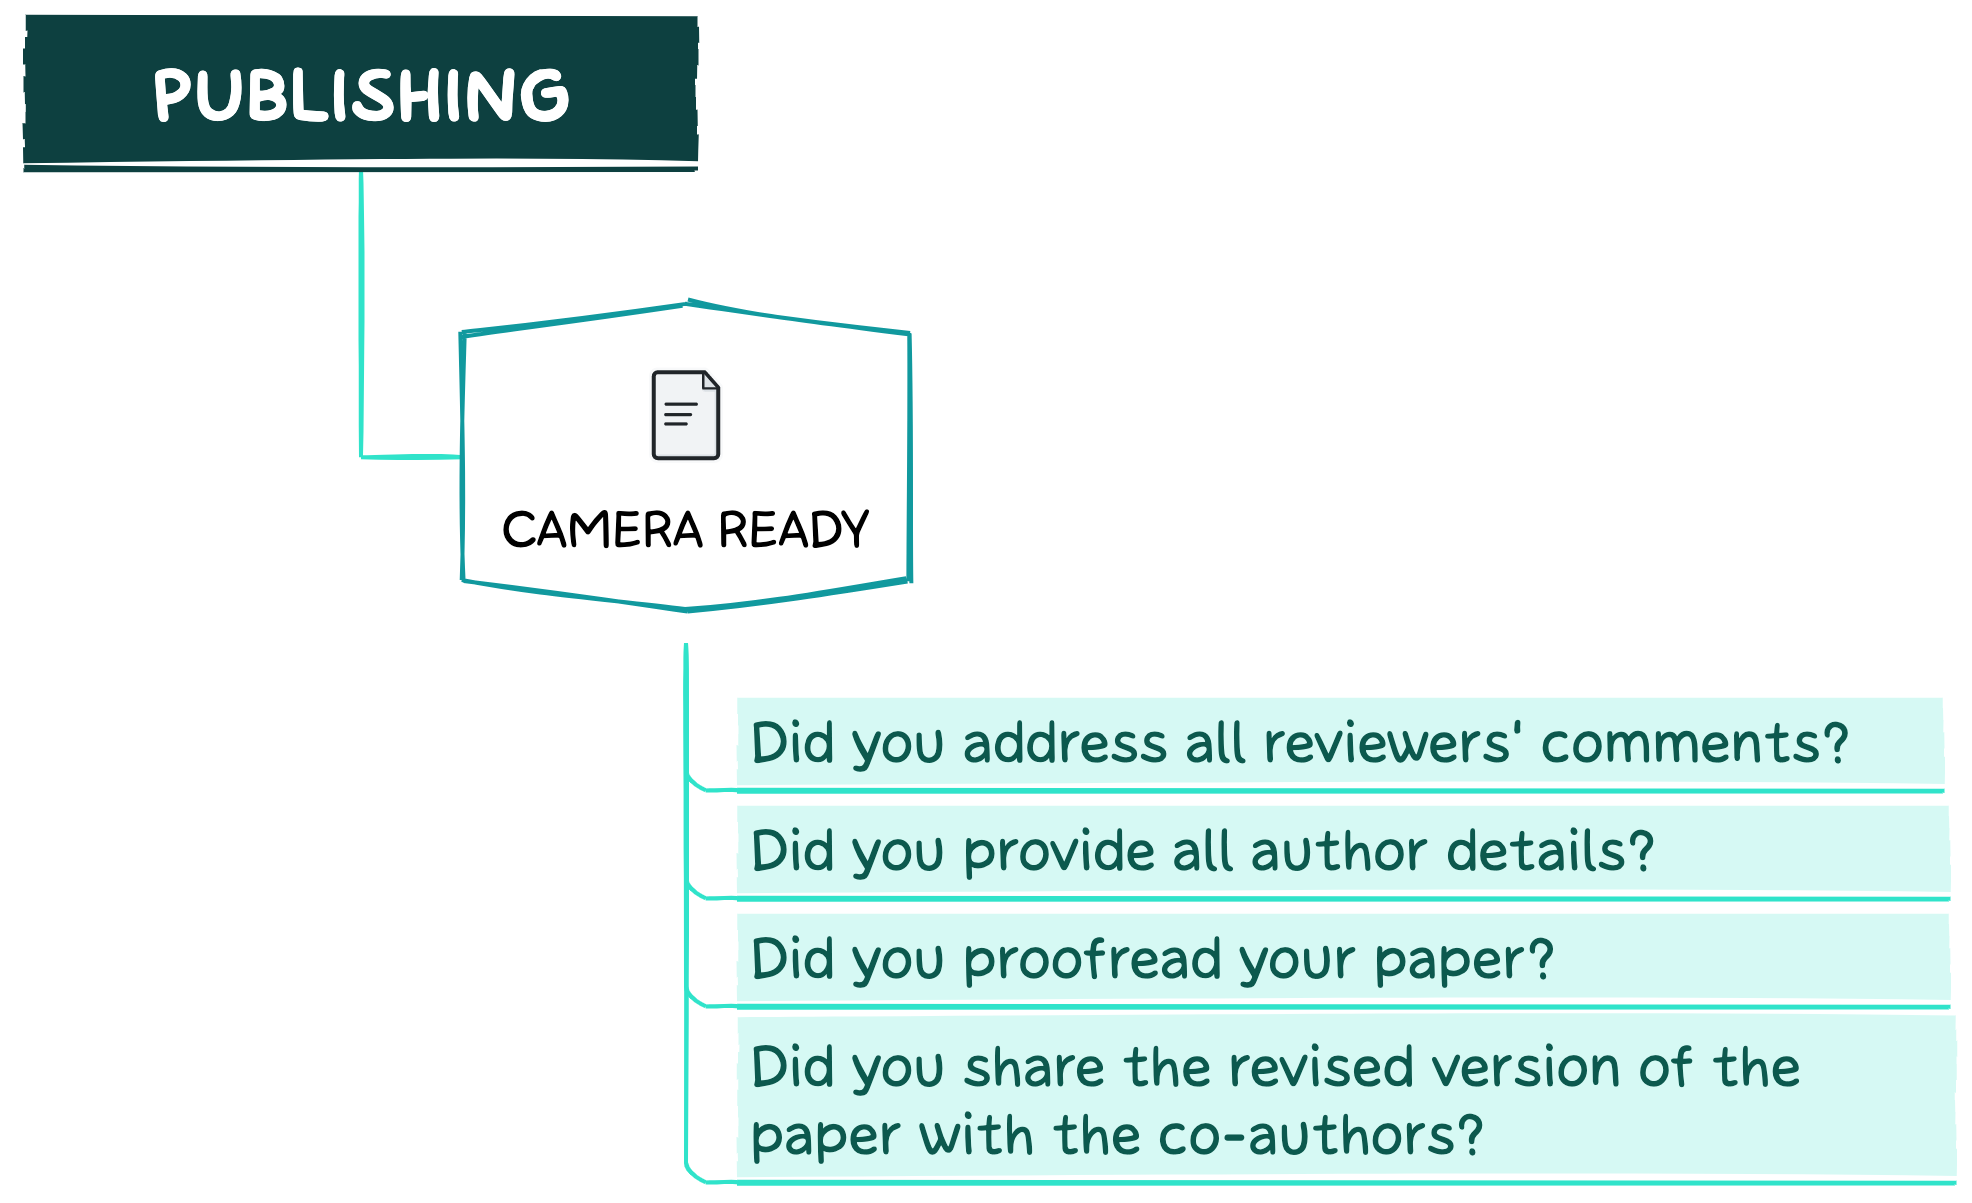 PUBLISHING
CAMERA READY
Did you address all reviewers' comments?
Did you provide all author details?
Did you proofread your paper?
Did you share the revised version of the
paper with the co-authors?